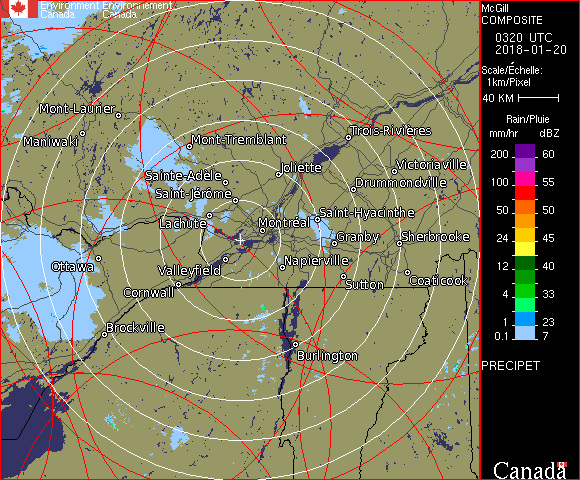 Environment Environnement
Canada Canada
McGill
COMPOSITE
0320 UTC
2018-01-20
Scale/Échelle:
1km/Pixel
40 KM
Rain/Pluie
mm/hr dBZ
200 60
155 55
100 55
50 50
24 45
12 40
4 33
1 23
0.1 7
PRECIPET
Canada
Mont-Laurier
Maniwaki
Mont-Tremblant
Trois-Rivières
Sainte-Adèle
Joliette
Victoriaville
Saint-Jérôme
Drummondville
Lachute
Montréal
Saint-Hyacinthe
Granby
Sherbrooke
Ottawa
Valleyfield
Napierville
Cornwall
Sutton
Coaticook
Brockville
Burlington